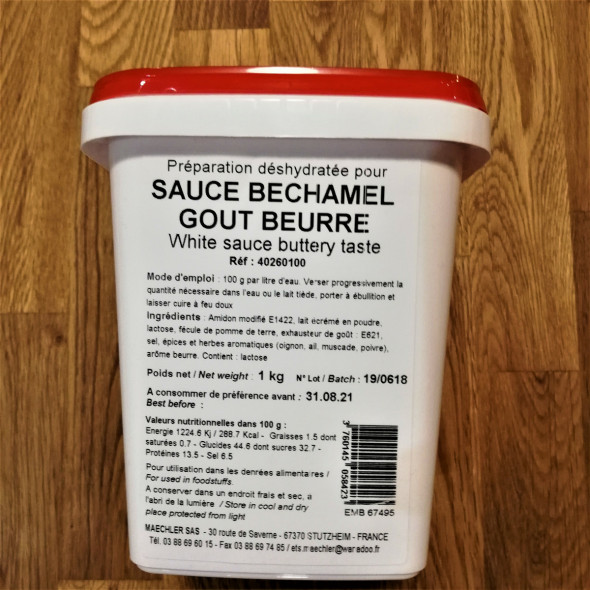 Préparation déshydratée pour
SAUCE BECHAMEL
GOUT BEURRE
White sauce buttery taste
Réf : 40260100
Mode d'emploi : 100 g par litre d'eau. Verser progressivement la
quantité nécessaire dans l'eau ou le lait tiède, porter à ébullition et
laisser cuire à feu doux
Ingrédients : Amidon modifié E1422, lait écrémé en poudre,
lactose, fécule de pomme de terre, exhausteur de goût : E621,
sel, épices et herbes aromatiques (oignon, ail, muscade, poivre),
arôme beurre. Contient : lactose
Poids net / Net weight : 1 kg N° Lot / Batch : 19/0618
A consommer de préférence avant : 31.08.21
Best before :
Valeurs nutritionnelles dans 100 g :
Energie 1224.6 Kj / 288.7 Kcal - Graisses 1.5 dont
saturées 0.7 - Glucides 44.6 dont sucres 32.7 -
Protéines 13.5 - Sel 6.5
Pour utilisation dans les denrées alimentaires /
For used in foodstuffs.
A conserver dans un endroit frais et sec, a
l'abri de la lumière / Store in cool and dry
place protected from light
3 760145 058423
EMB 67495
MAECHLER SAS - 30 route de Saverne - 67370 STUTZHEIM - FRANCE
Tél. 03 88 69 60 15 - Fax 03 88 69 74 85 / ets.maechler@wanadoo.fr